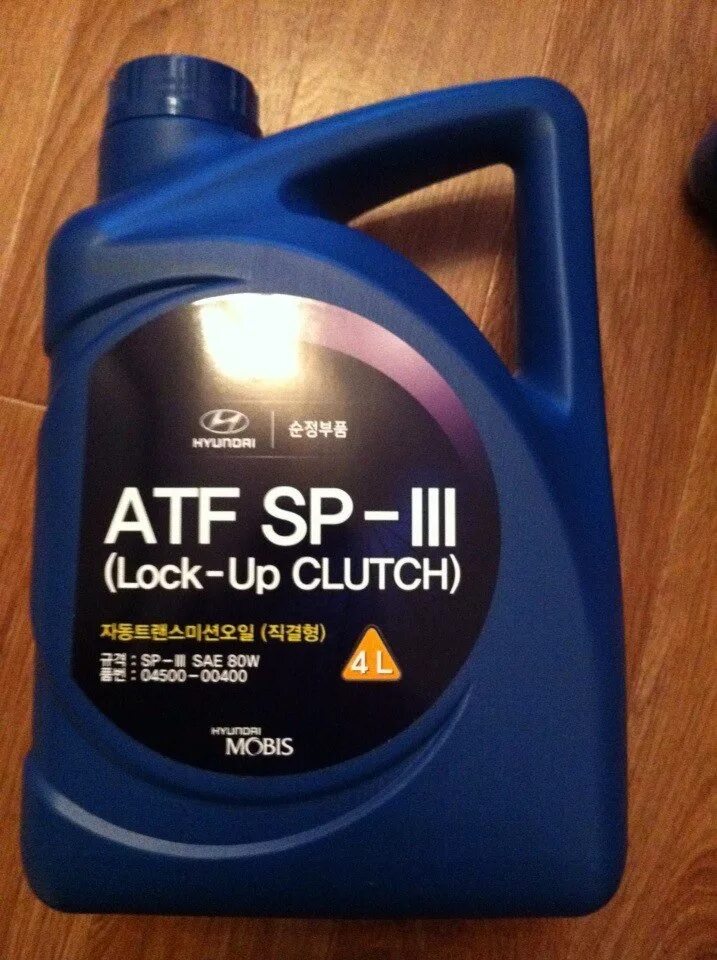 HYUNDAI 순정부품
ATF SP-III
(Lock-Up CLUTCH)
자동트랜스미션오일 (직결형)
규격 : SP-III SAE 80W
품번 : 04500-00400
4 L
HYUNDAI
MOBIS